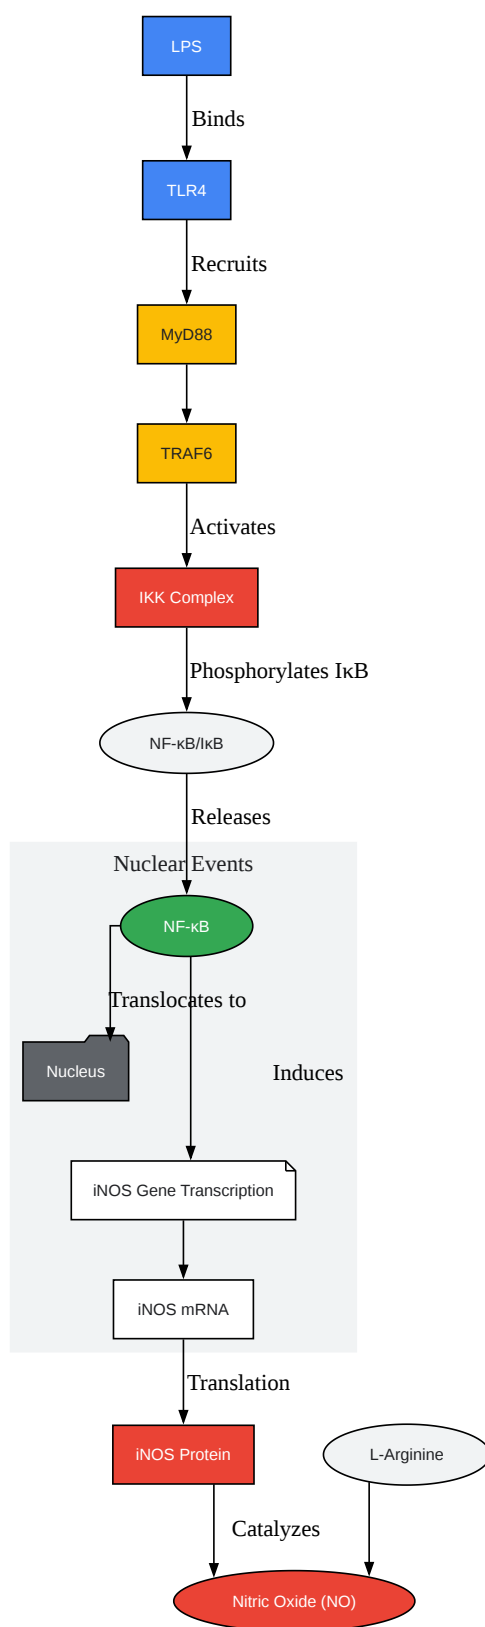 LPS
Binds
TLR4
Recruits
MyD88
TRAF6
Activates
IKK Complex
Phosphorylates IκB
NF-κB/IκB
Releases
Nuclear Events
NF-κB
Translocates to
Nucleus
Induces
iNOS Gene Transcription
iNOS mRNA
Translation
iNOS Protein
L-Arginine
Catalyzes
Nitric Oxide (NO)